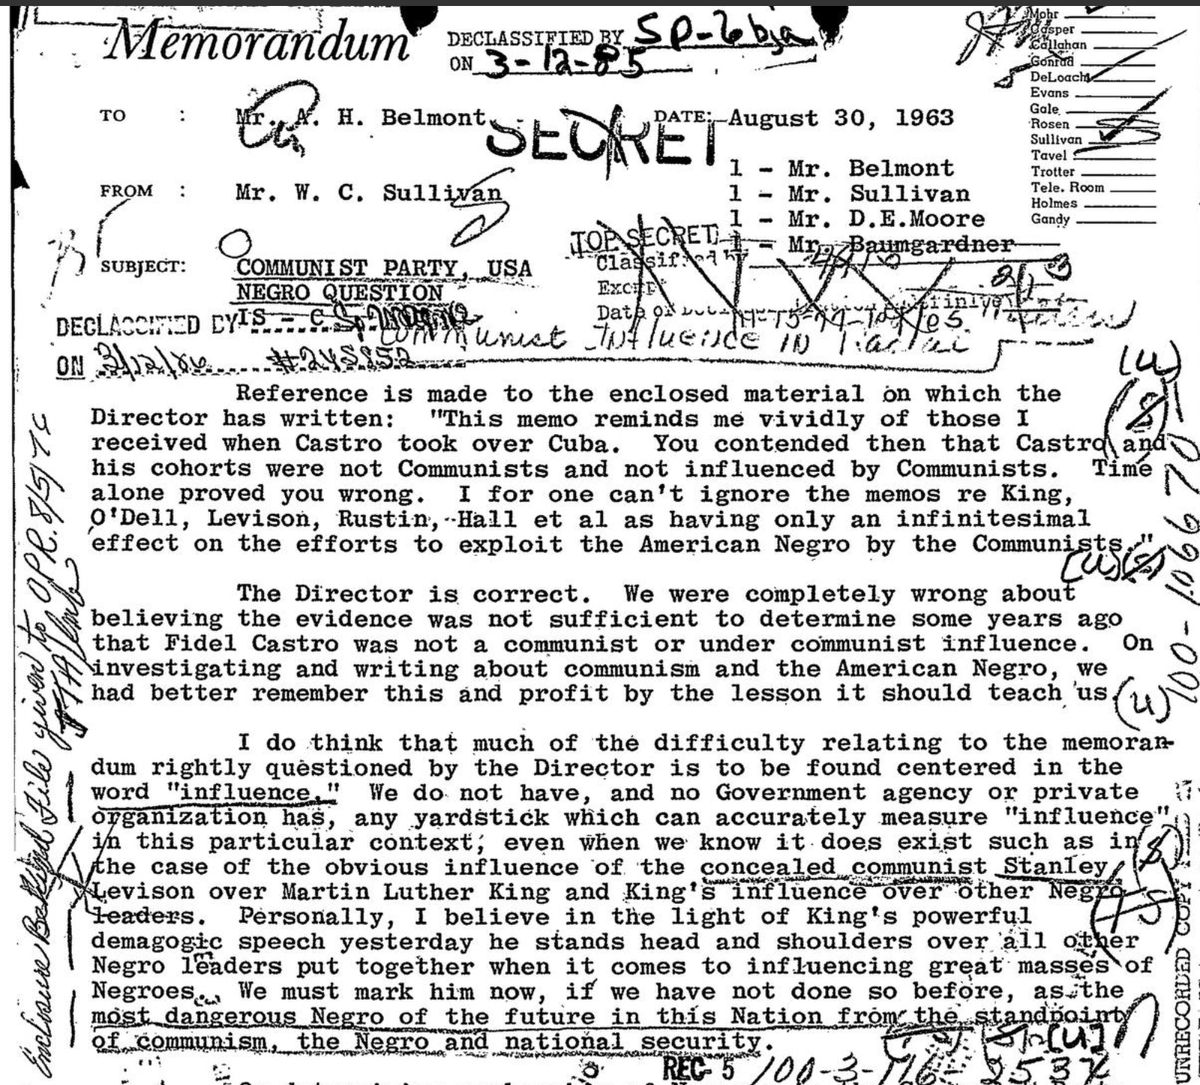 Memorandum
DECLASSIFIED BY SP-6 bja
ON 3-12-85
Mohr
Casper
Callahan
Conrad
DeLoach
Evans
Gale
Rosen
Sullivan
Tavel
Trotter
Tele. Room
Holmes
Gandy
TO : Mr. A. H. Belmont
SECRET
DATE: August 30, 1963
1 - Mr. Belmont
1 - Mr. Sullivan
1 - Mr. D.E.Moore
1 - Mr. Baumgardner
FROM : Mr. W. C. Sullivan
TOP SECRET
Classified by
Date of
SUBJECT: COMMUNIST PARTY, USA
NEGRO QUESTION
IS - C
Communist Influence in Racial
DECLASSIFIED BY
ON 3/12/86 #245852
Reference is made to the enclosed material on which the
Director has written: "This memo reminds me vividly of those I
received when Castro took over Cuba. You contended then that Castro and
his cohorts were not Communists and not influenced by Communists. Time
alone proved you wrong. I for one can't ignore the memos re King,
O'Dell, Levison, Rustin, Hall et al as having only an infinitesimal
effect on the efforts to exploit the American Negro by the Communists."
The Director is correct. We were completely wrong about
believing the evidence was not sufficient to determine some years ago
that Fidel Castro was not a communist or under communist influence. On
investigating and writing about communism and the American Negro, we
had better remember this and profit by the lesson it should teach us.
I do think that much of the difficulty relating to the memoran-
dum rightly questioned by the Director is to be found centered in the
word "influence." We do not have, and no Government agency or private
organization has, any yardstick which can accurately measure "influence"
in this particular context, even when we know it does exist such as in
the case of the obvious influence of the concealed communist Stanley
Levison over Martin Luther King and King's influence over other Negro
leaders. Personally, I believe in the light of King's powerful
demagogic speech yesterday he stands head and shoulders over all other
Negro leaders put together when it comes to influencing great masses of
Negroes. We must mark him now, if we have not done so before, as the
most dangerous Negro of the future in this Nation from the standpoint
of communism, the Negro and national security.
REC- 5 100-3-116-
253X
(u)
(u)
(u)
[u]
100-106670-
UNRECORDED COPY
Enclosure Behind File given to OPR. 8/5/76